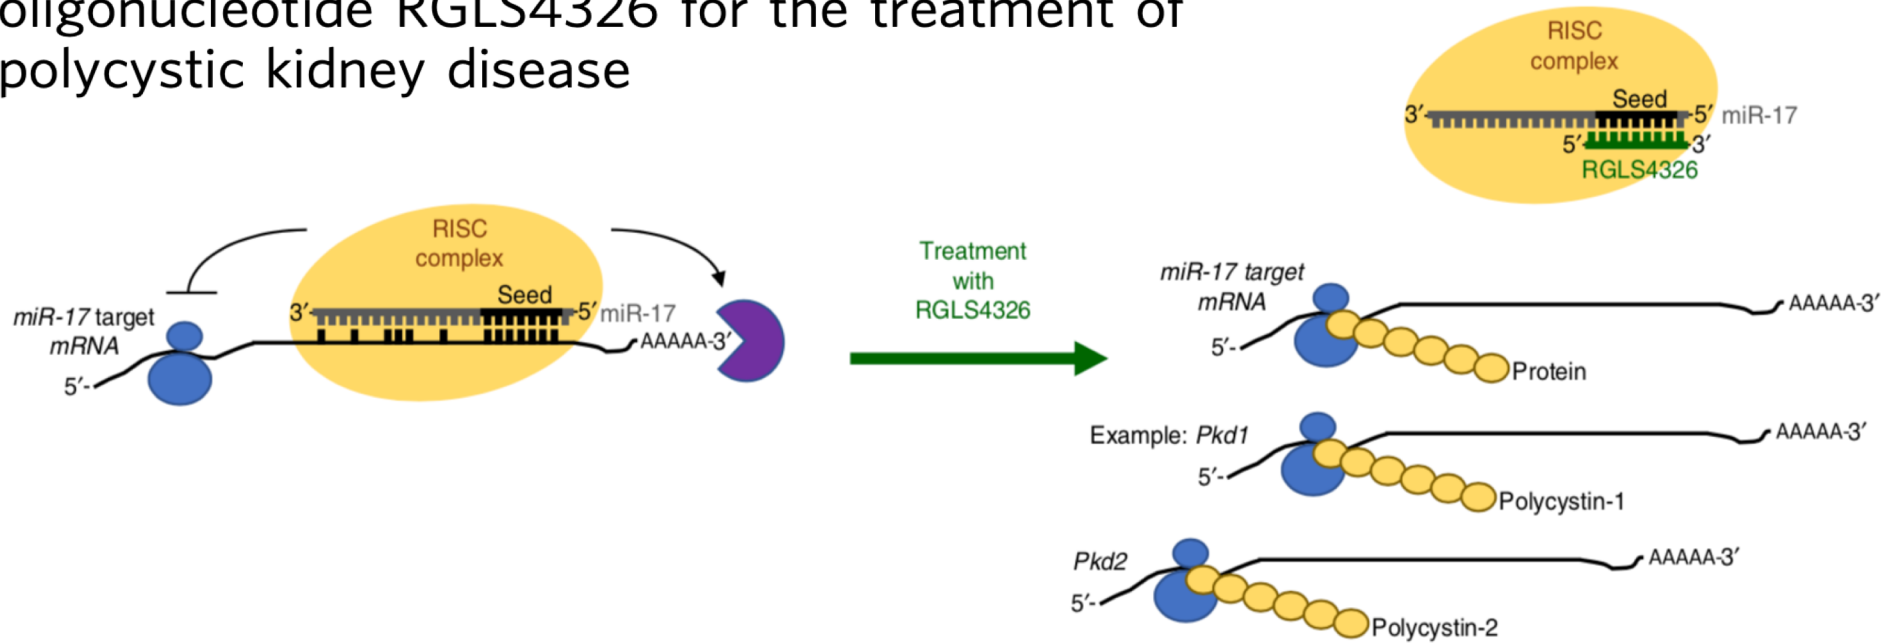 oligonucleotide RGLS4326 for the treatment of
polycystic kidney disease
RISC
complex
Seed
3′ -5′ miR-17
5′ 3′
RGLS4326
RISC
complex
Seed
3′ -5′ miR-17
miR-17 target
mRNA
5′-
AAAAA-3′
Treatment
with
RGLS4326
miR-17 target
mRNA
5′-
AAAAA-3′
Protein
Example: Pkd1
5′-
AAAAA-3′
Polycystin-1
Pkd2
5′-
AAAAA-3′
Polycystin-2